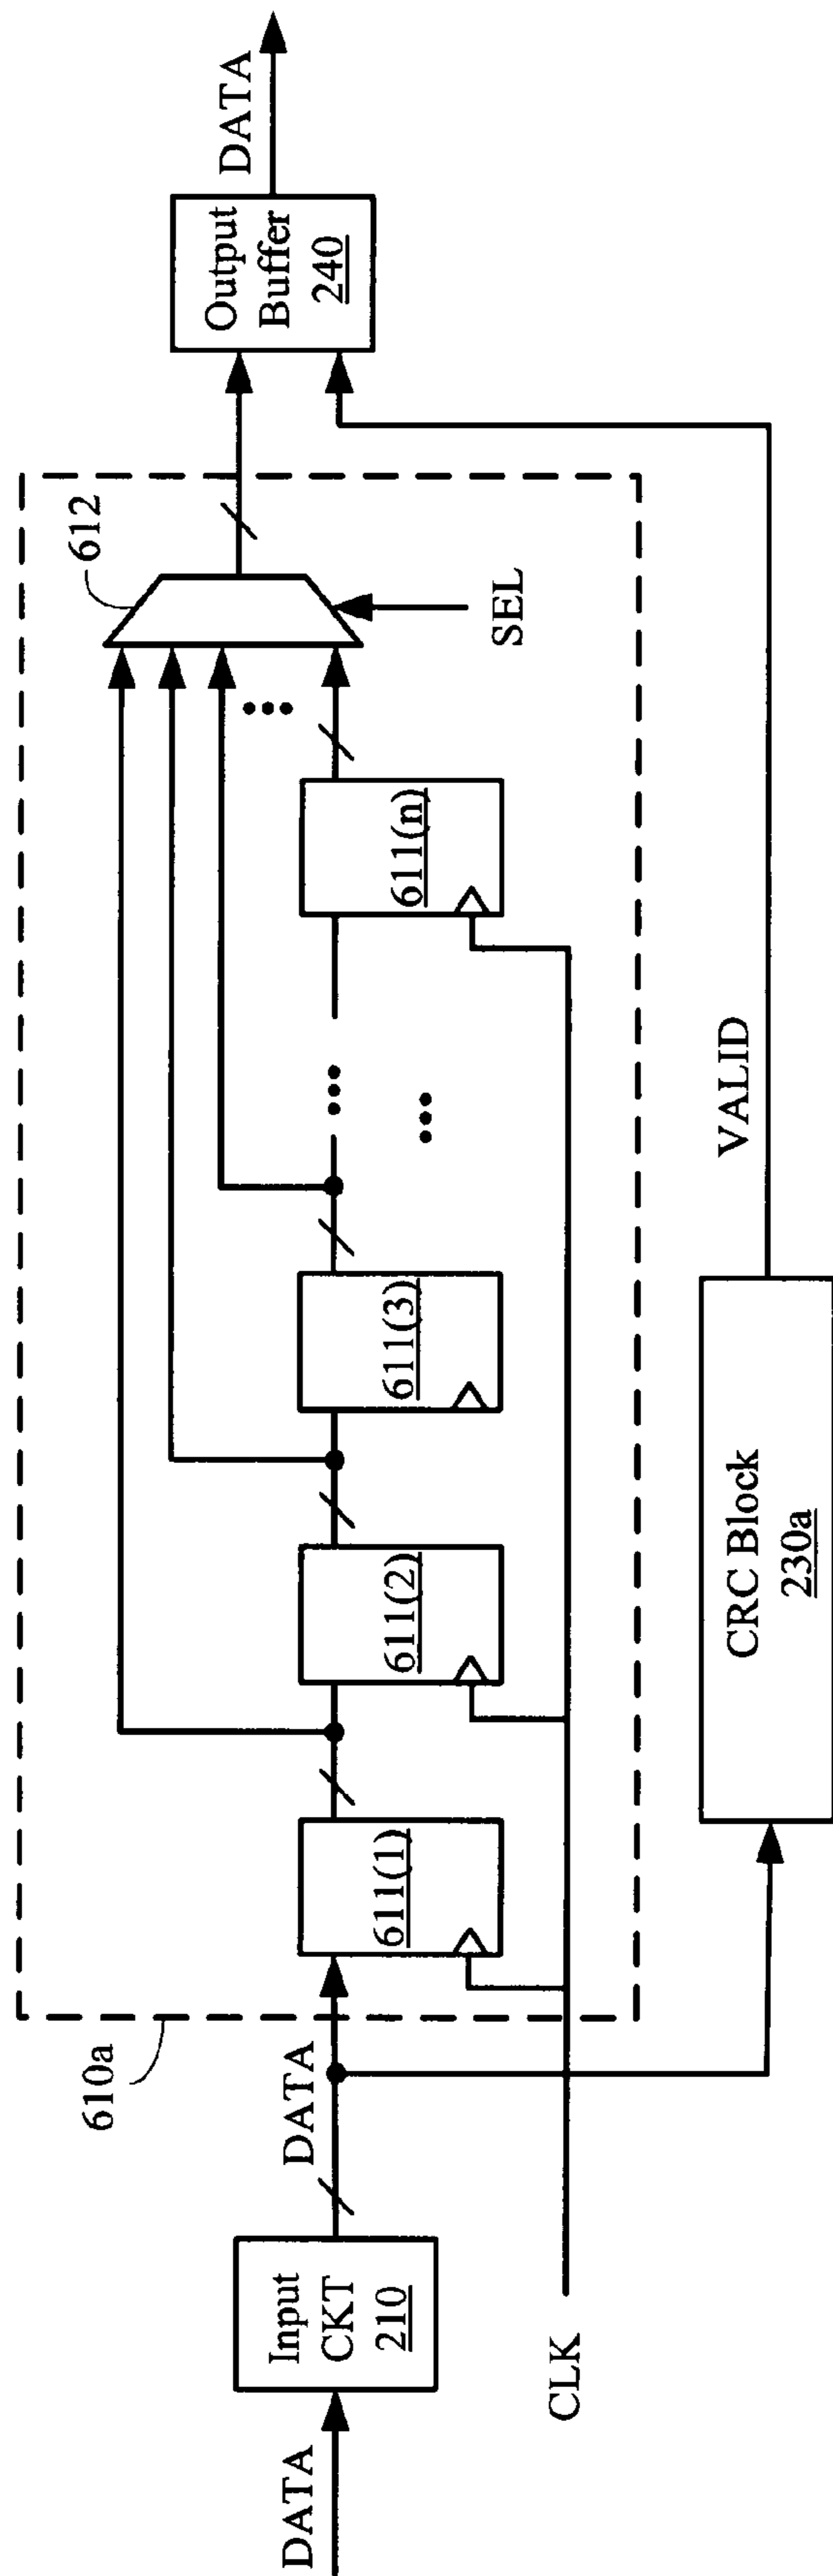 DATA
Input
CKT
210
DATA
610a
CLK
611(1)
611(2)
611(3)
611(n)
612
SEL
CRC Block
230a
VALID
Output
Buffer
240
DATA